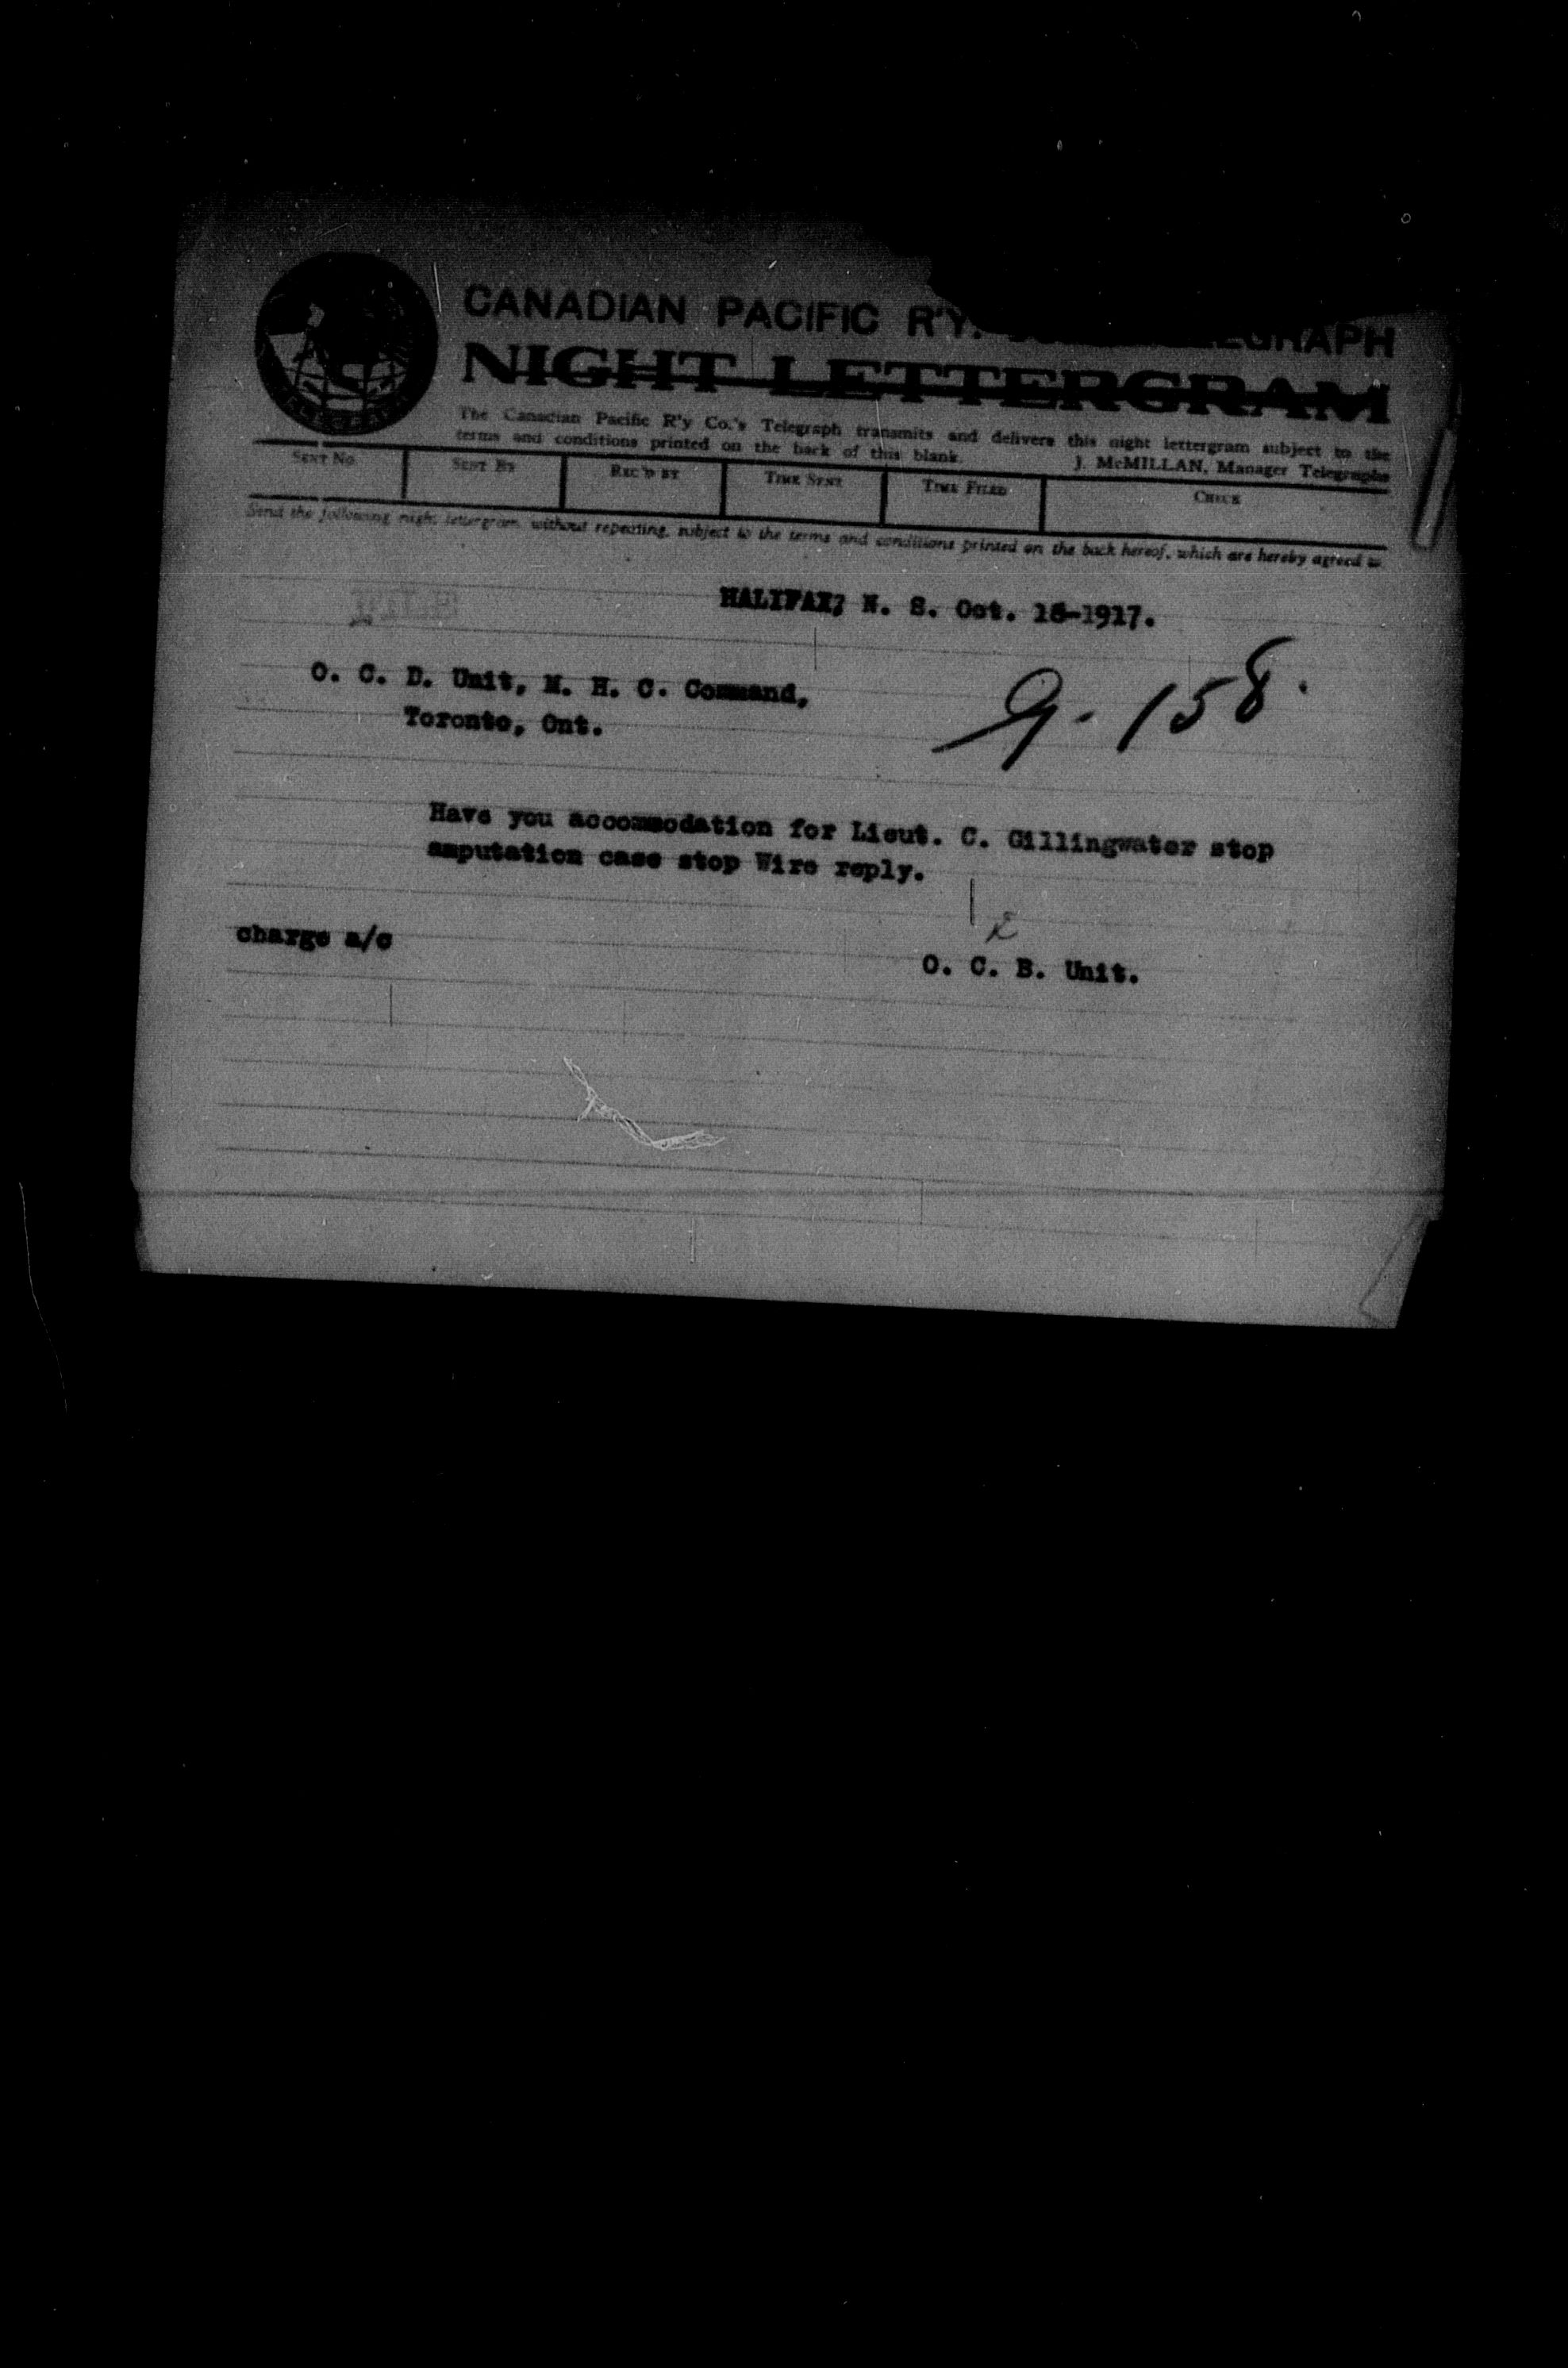 CANADIAN PACIFIC R'Y.
NIGHT LETTERGRAM
The Canadian Pacific R'y Co.'s Telegraph transmits and delivers this night lettergram subject to the
terms and conditions printed on the back of this blank.
J. McMILLAN, Manager Telegraphs
SENT No.
SENT BY
REC'D BY
TIME SENT
TIME FILED
CHECK
Send the following night lettergram, without repeating, subject to the terms and conditions printed on the back hereof, which are hereby agreed to
HALIFAX; N. S. Oct. 16-1917.
O. C. D. Unit, M. H. C. Command,
Toronto, Ont.
G. 158.
Have you accommodation for Lieut. C. Gillingwater stop
amputation case stop Wire reply.
charge a/c
O. C. B. Unit.